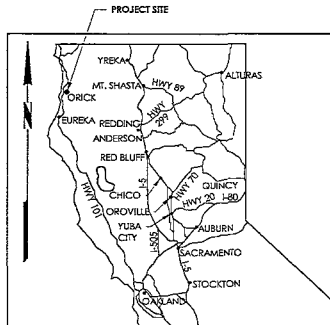 PROJECT SITE
YREKA
ALTURAS
MT. SHASTA
HWY 89
ORICK
N
EUREKA
REDDING
HWY 299
ANDERSON
RED BLUFF
I-5
HWY 70
QUINCY
CHICO
HWY 20
I-80
OROVILLE
HWY 101
YUBA
CITY
AUBURN
I-505
SACRAMENTO
I-5
STOCKTON
OAKLAND